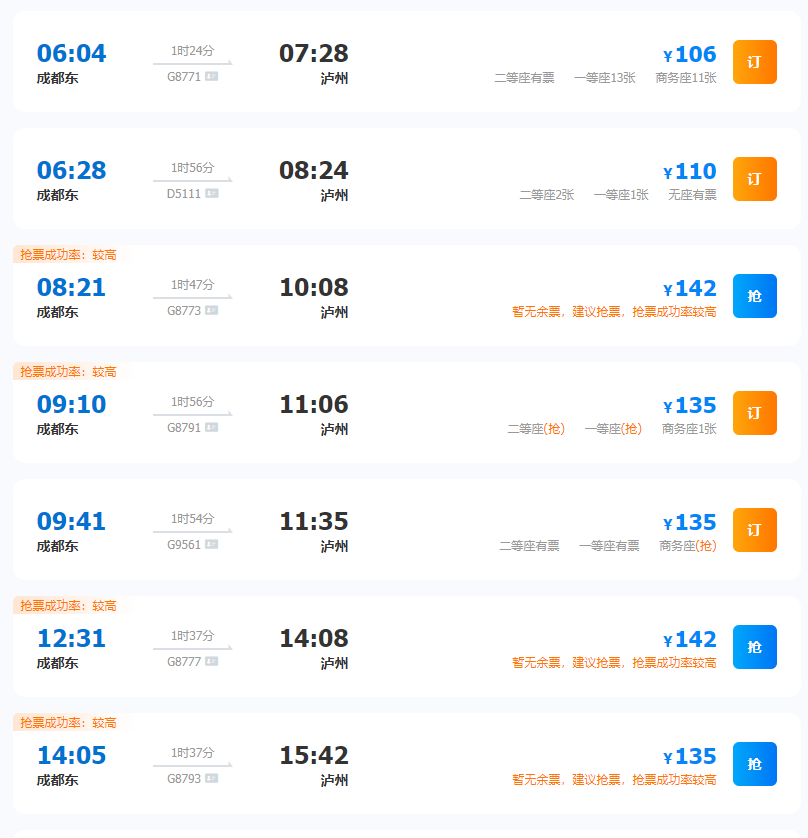 06:04 1时24分 07:28 ¥106 订
成都东 G8771 泸州 二等座有票 一等座13张 商务座11张
06:28 1时56分 08:24 ¥110 订
成都东 D5111 泸州 二等座2张 一等座1张 无座有票
抢票成功率：较高
08:21 1时47分 10:08 ¥142 抢
成都东 G8773 泸州 暂无余票，建议抢票，抢票成功率较高
抢票成功率：较高
09:10 1时56分 11:06 ¥135 订
成都东 G8791 泸州 二等座(抢) 一等座(抢) 商务座1张
09:41 1时54分 11:35 ¥135 订
成都东 G9561 泸州 二等座有票 一等座有票 商务座(抢)
抢票成功率：较高
12:31 1时37分 14:08 ¥142 抢
成都东 G8777 泸州 暂无余票，建议抢票，抢票成功率较高
抢票成功率：较高
14:05 1时37分 15:42 ¥135 抢
成都东 G8793 泸州 暂无余票，建议抢票，抢票成功率较高